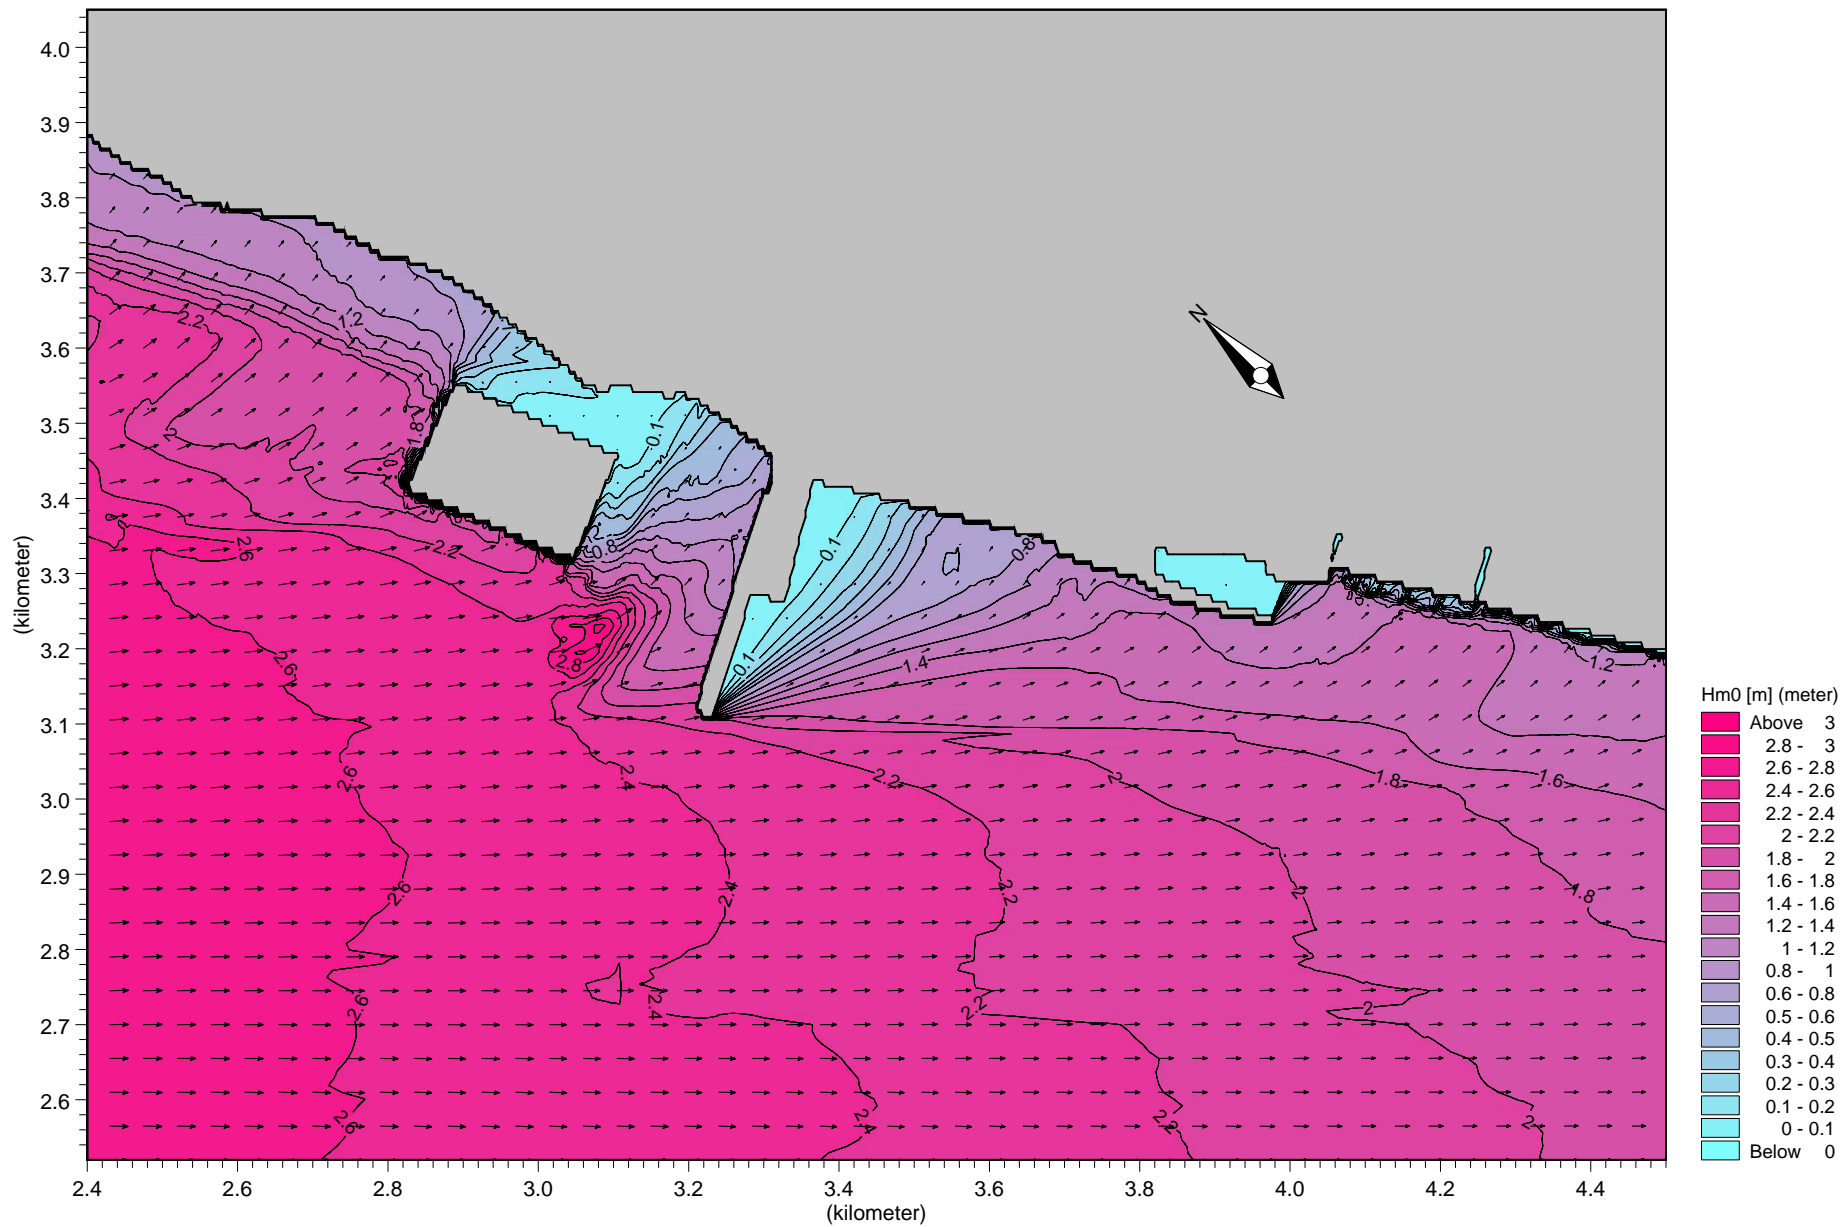 4.0
3.9
3.8
3.7
3.6
3.5
3.4
3.3
3.2
3.1
3.0
2.9
2.8
2.7
2.6
(kilometer)
2.4 2.6 2.8 3.0 3.2 3.4 3.6 3.8 4.0 4.2 4.4
(kilometer)
N
2.2
1.2
1.8
2
0.1
0.8
2.6
2.2
0.1
0.8
2.6
2.8
0.1
1.4
1.2
2.6
2.4
2.2
2
1.8
1.6
2.6
2.4
2.2
2
1.8
2.6
2.4
2.2
2
2.6
2.4
2.2
2
Hm0 [m] (meter)
Above 3
2.8 - 3
2.6 - 2.8
2.4 - 2.6
2.2 - 2.4
2 - 2.2
1.8 - 2
1.6 - 1.8
1.4 - 1.6
1.2 - 1.4
1 - 1.2
0.8 - 1
0.6 - 0.8
0.5 - 0.6
0.4 - 0.5
0.3 - 0.4
0.2 - 0.3
0.1 - 0.2
0 - 0.1
Below 0